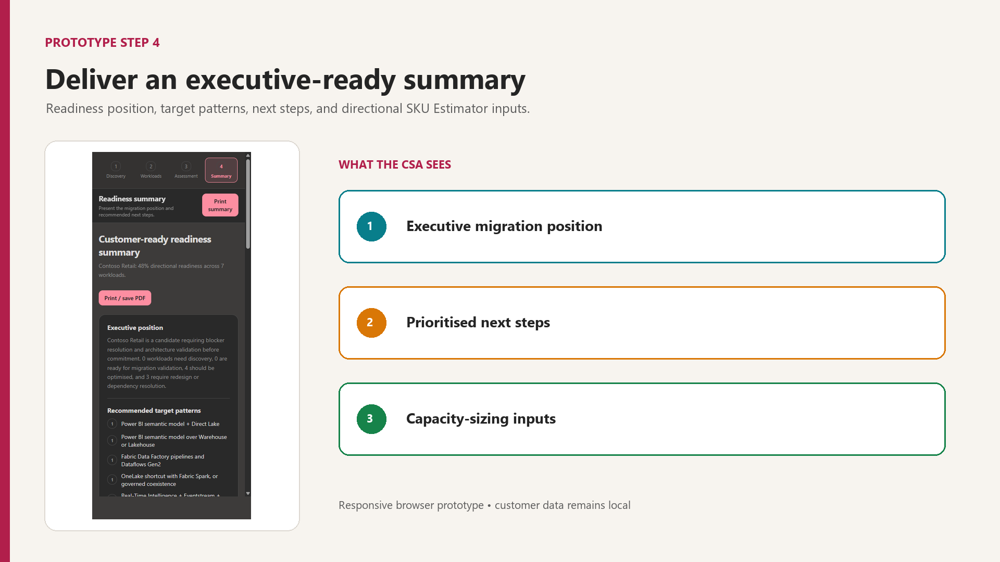 PROTOTYPE STEP 4
Deliver an executive-ready summary
Readiness position, target patterns, next steps, and directional SKU Estimator inputs.
1
Discovery
2
Workloads
3
Assessment
4
Summary
Readiness summary
Present the migration position and
recommended next steps.
Print
summary
Customer-ready readiness
summary
Contoso Retail: 48% directional readiness across 7
workloads.
Print / save PDF
Executive position
Contoso Retail is a candidate requiring blocker
resolution and architecture validation before
commitment. 0 workloads need discovery, 0 are
ready for migration validation, 4 should be
optimised, and 3 require redesign or
dependency resolution.
Recommended target patterns
1 Power BI semantic model + Direct Lake
1 Power BI semantic model over Warehouse
or Lakehouse
1 Fabric Data Factory pipelines and
Dataflows Gen2
1 OneLake shortcut with Fabric Spark, or
governed coexistence
Real-Time Intelligence + Eventstream +
WHAT THE CSA SEES
1 Executive migration position
2 Prioritised next steps
3 Capacity-sizing inputs
Responsive browser prototype • customer data remains local